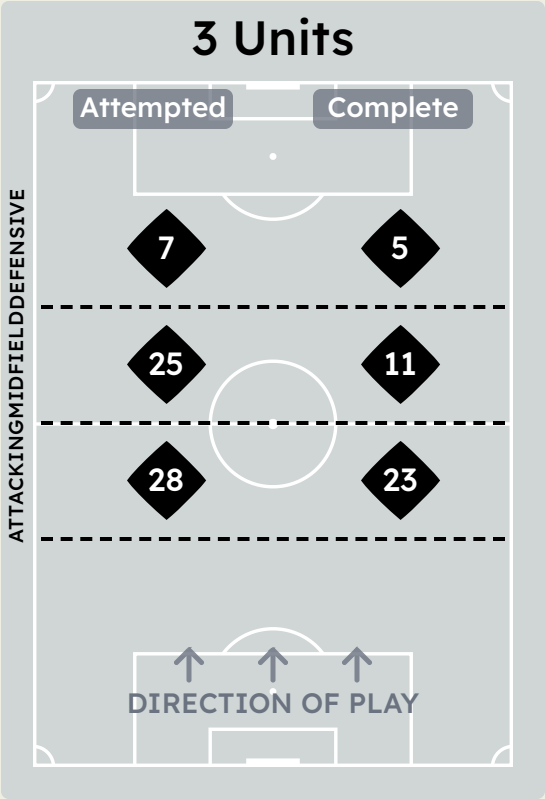 3 Units
Attempted
Complete
ATTACKINGMIDFIELDDEFENSIVE
7
5
25
11
28
23
DIRECTION OF PLAY